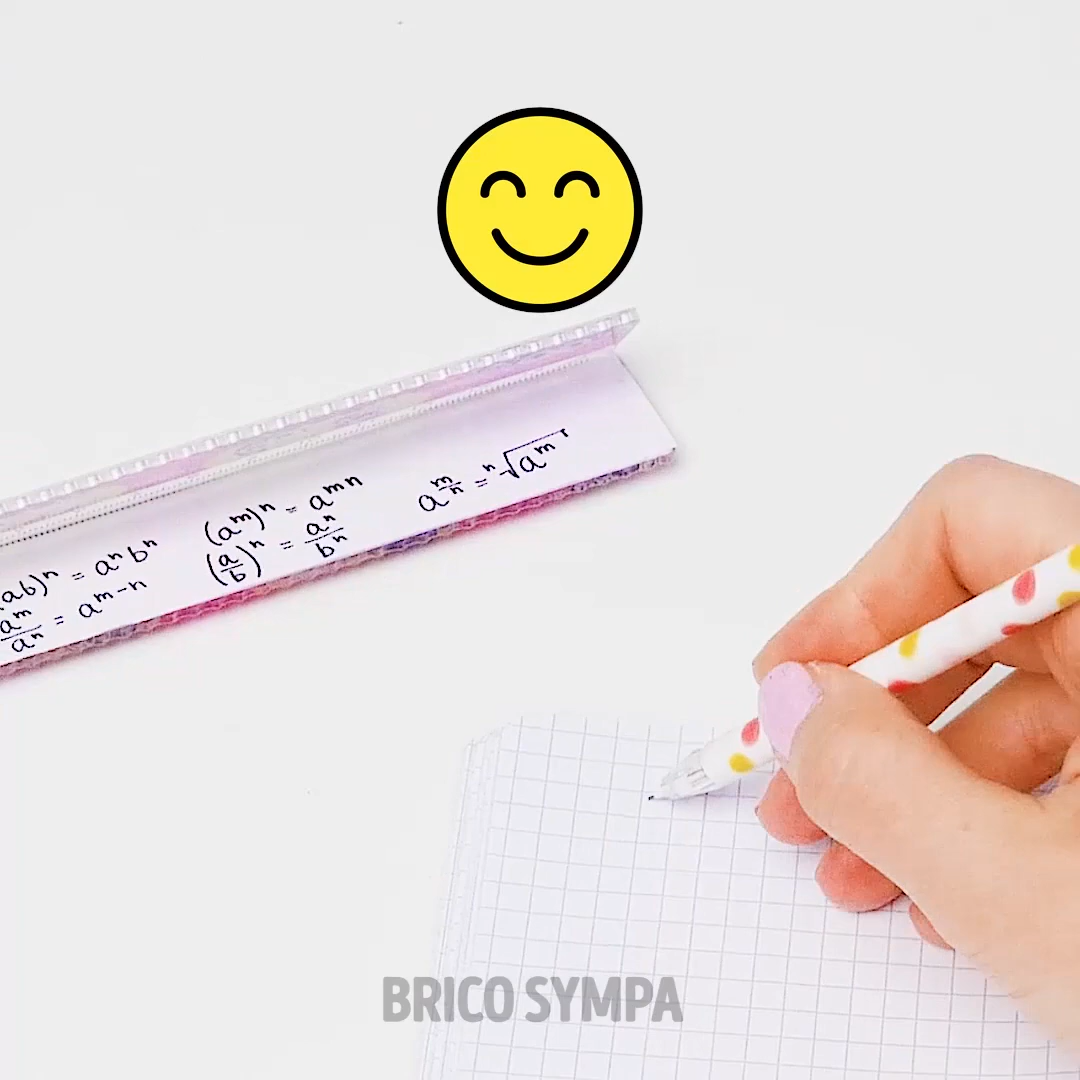 (ab)ⁿ = aⁿbⁿ
aᵐ/aⁿ = aᵐ⁻ⁿ
(aᵐ)ⁿ = aᵐⁿ
(a/b)ⁿ = aⁿ/bⁿ
a^(m/n) = ⁿ√aᵐ
BRICO SYMPA